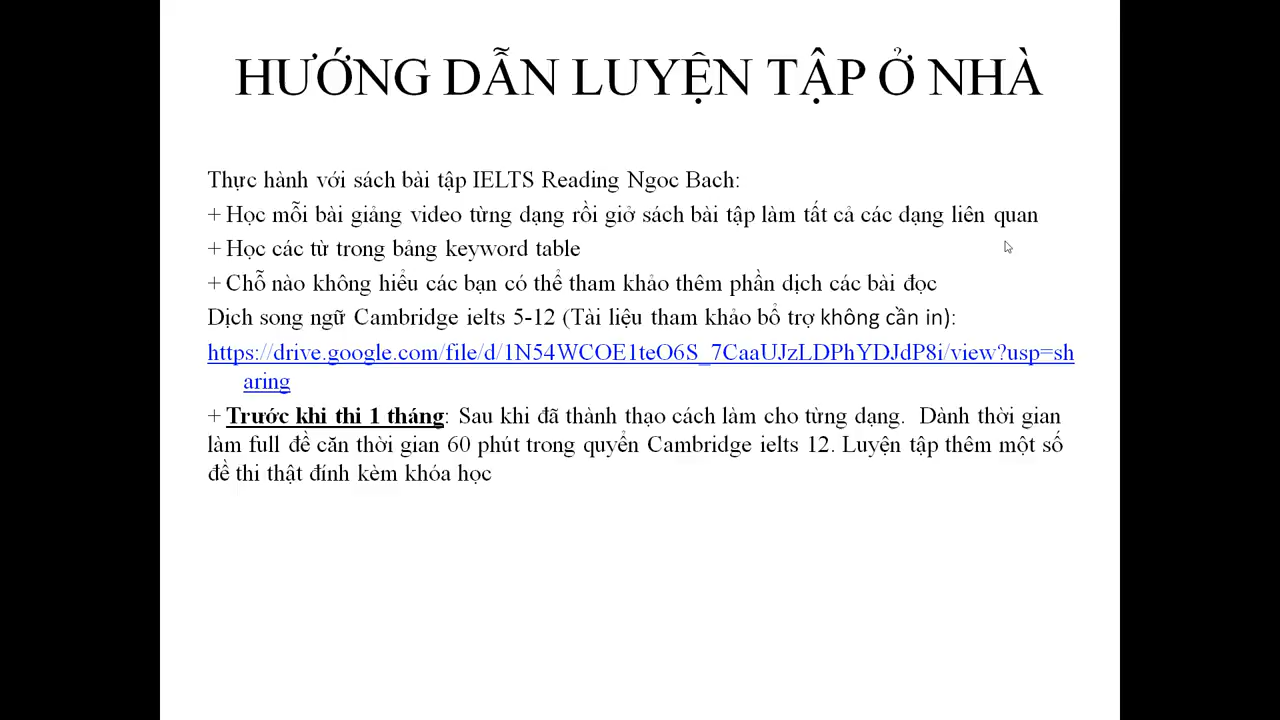 HƯỚNG DẪN LUYỆN TẬP Ở NHÀ
Thực hành với sách bài tập IELTS Reading Ngoc Bach:
+ Học mỗi bài giảng video từng dạng rồi giở sách bài tập làm tất cả các dạng liên quan
+ Học các từ trong bảng keyword table
+ Chỗ nào không hiểu các bạn có thể tham khảo thêm phần dịch các bài đọc
Dịch song ngữ Cambridge ielts 5-12 (Tài liệu tham khảo bổ trợ không cần in):
https://drive.google.com/file/d/1N54WCOE1teO6S_7CaaUJzLDPhYDJdP8i/view?usp=sh
aring
+ Trước khi thi 1 tháng: Sau khi đã thành thạo cách làm cho từng dạng.  Dành thời gian
làm full đề căn thời gian 60 phút trong quyển Cambridge ielts 12. Luyện tập thêm một số
đề thi thật đính kèm khóa học